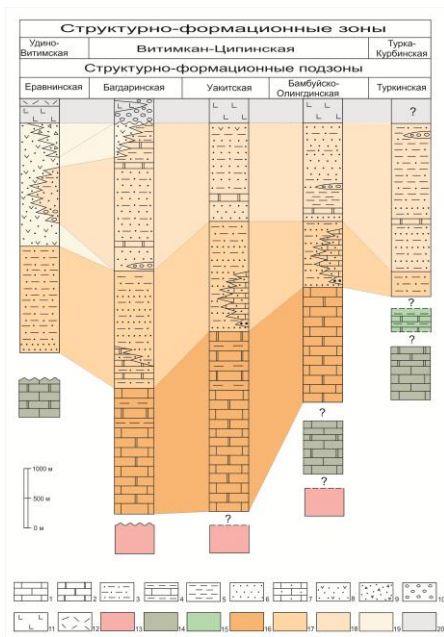 Структурно-формационные зоны
Удино-
Витимская
Витимкан-Ципинская
Турка-
Курбинская
Структурно-формационные подзоны
Еравнинская
Багдаринская
Уакитская
Бамбуйско-
Олингдинская
Туркинская
?
?
?
?
?
?
?
1000 м
500 м
0 м
1 2 3 4 5 6 7 8 9 10
11 12 13 14 15 16 17 18 19 20